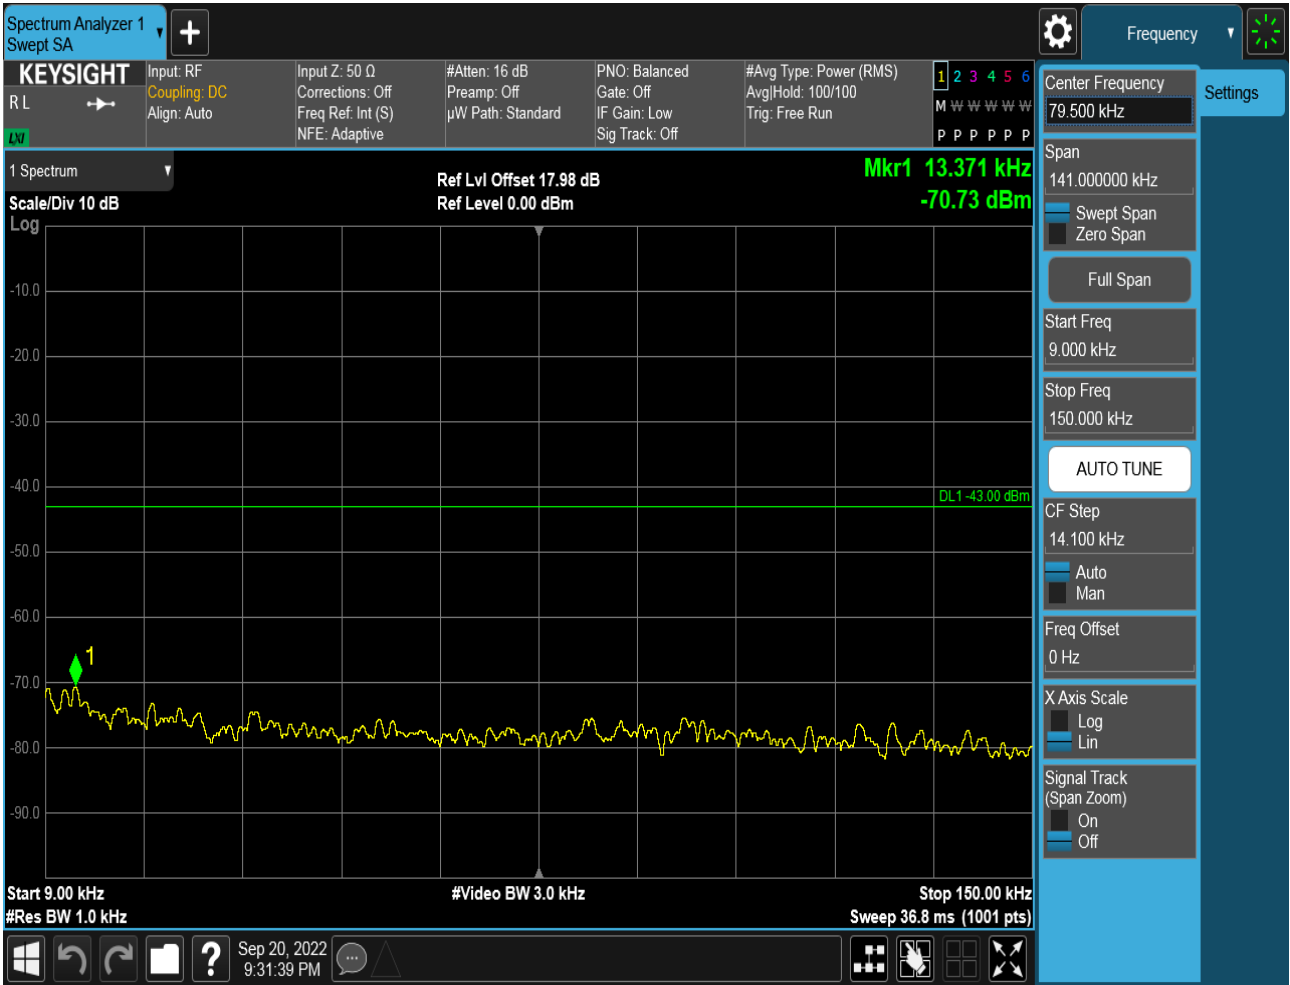 Spectrum Analyzer 1
Swept SA
Frequency
KEYSIGHT
R L
LXI
Input: RF
Coupling: DC
Align: Auto
Input Z: 50 Ω
Corrections: Off
Freq Ref: Int (S)
NFE: Adaptive
#Atten: 16 dB
Preamp: Off
µW Path: Standard
PNO: Balanced
Gate: Off
IF Gain: Low
Sig Track: Off
#Avg Type: Power (RMS)
Avg|Hold: 100/100
Trig: Free Run
1 2 3 4 5 6
M W W W W W
P P P P P P
1 Spectrum
Scale/Div 10 dB
Log
Ref Lvl Offset 17.98 dB
Ref Level 0.00 dBm
Mkr1 13.371 kHz
-70.73 dBm
-10.0
-20.0
-30.0
-40.0
DL1 -43.00 dBm
-50.0
-60.0
1
-70.0
-80.0
-90.0
Start 9.00 kHz
#Res BW 1.0 kHz
#Video BW 3.0 kHz
Stop 150.00 kHz
Sweep 36.8 ms (1001 pts)
Center Frequency
79.500 kHz
Settings
Span
141.000000 kHz
Swept Span
Zero Span
Full Span
Start Freq
9.000 kHz
Stop Freq
150.000 kHz
AUTO TUNE
CF Step
14.100 kHz
Auto
Man
Freq Offset
0 Hz
X Axis Scale
Log
Lin
Signal Track
(Span Zoom)
On
Off
?
Sep 20, 2022
9:31:39 PM